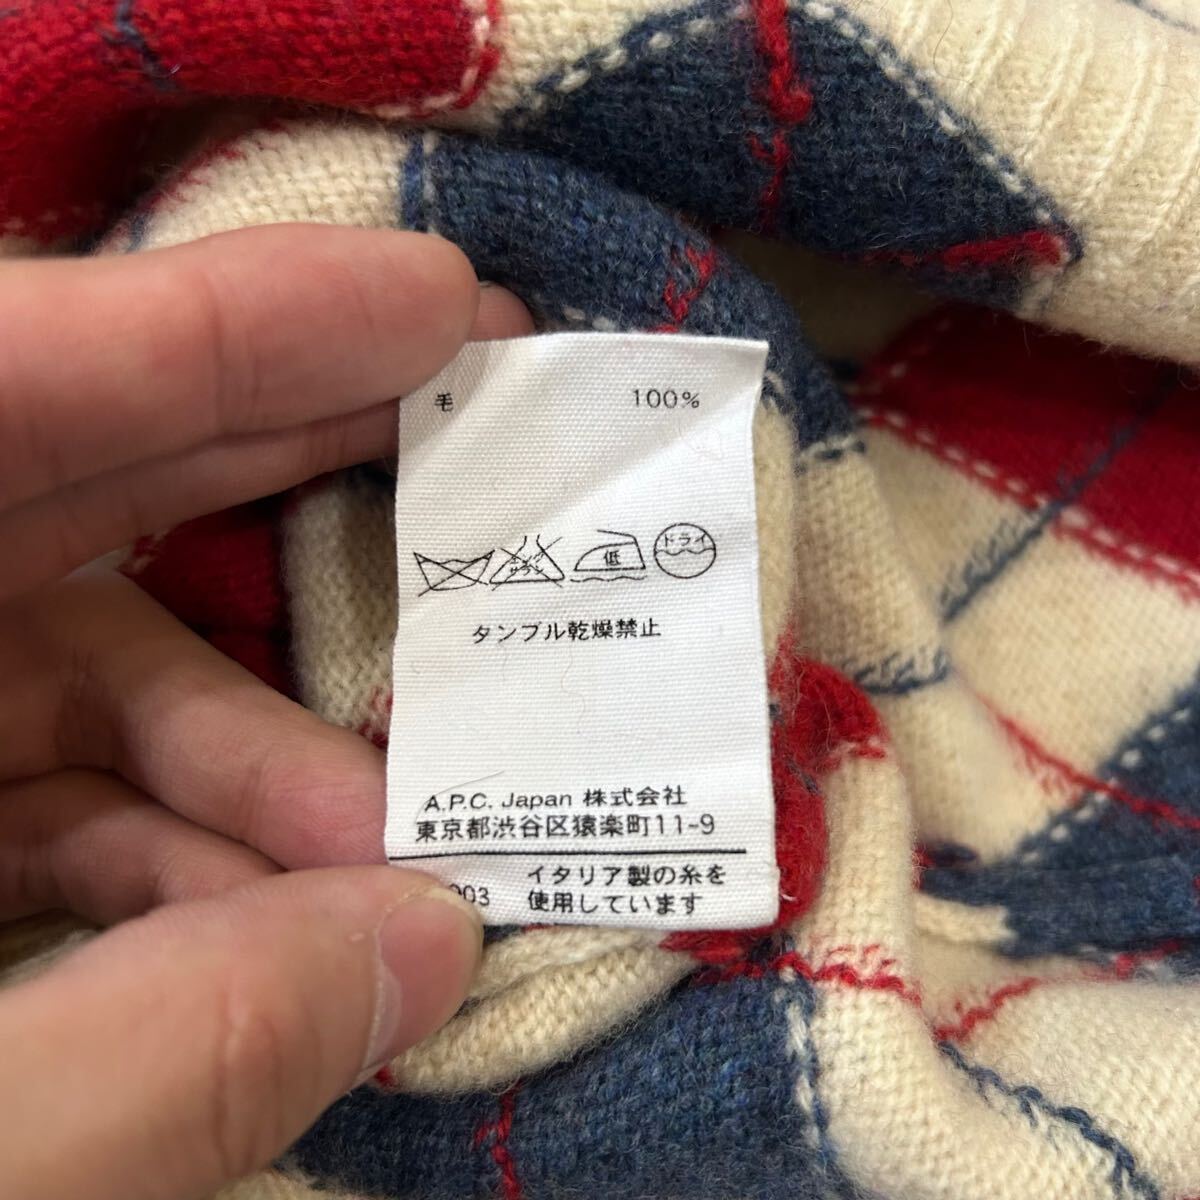 毛 100%
低 ドライ
タンブル乾燥禁止
A.P.C. Japan 株式会社
東京都渋谷区猿楽町11-9
イタリア製の糸を
003 使用しています